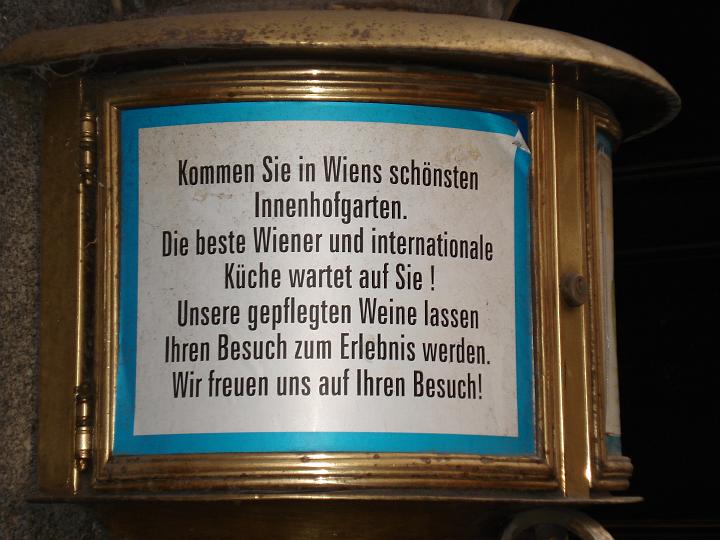 Kommen Sie in Wiens schönsten
Innenhofgarten.
Die beste Wiener und internationale
Küche wartet auf Sie !
Unsere gepflegten Weine lassen
Ihren Besuch zum Erlebnis werden.
Wir freuen uns auf Ihren Besuch!